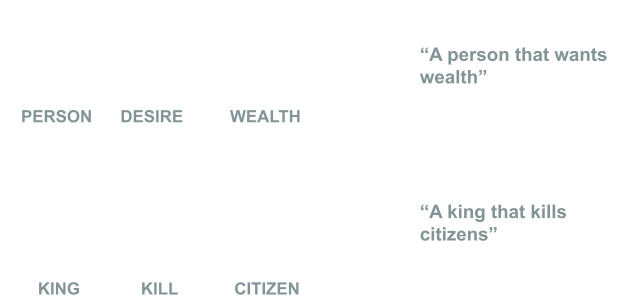 “A person that wants
wealth”
PERSON DESIRE WEALTH
“A king that kills
citizens”
KING KILL CITIZEN